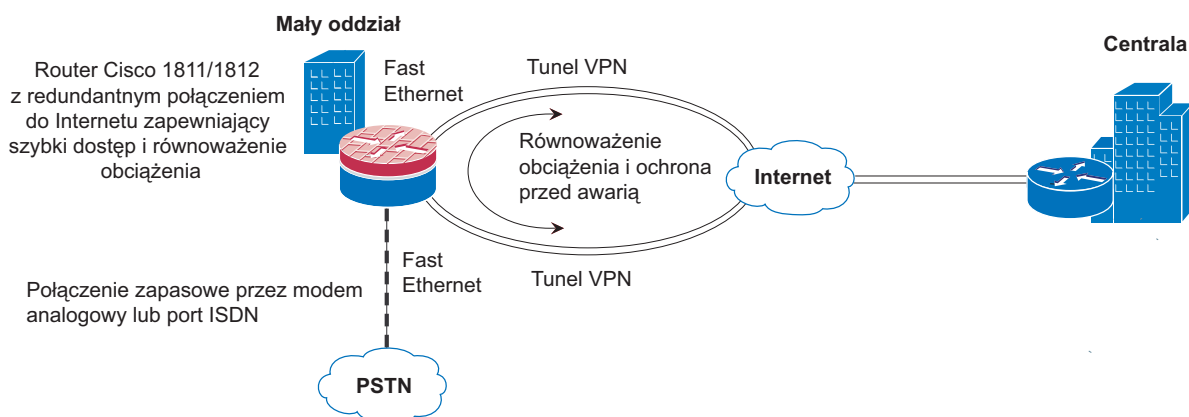 Mały oddział
Router Cisco 1811/1812
z redundantnym połączeniem
do Internetu zapewniający
szybki dostęp i równoważenie
obciążenia
Fast
Ethernet
Tunel VPN
Równoważenie
obciążenia i ochrona
przed awarią
Internet
Centrala
Tunel VPN
Fast
Ethernet
Połączenie zapasowe przez modem
analogowy lub port ISDN
PSTN